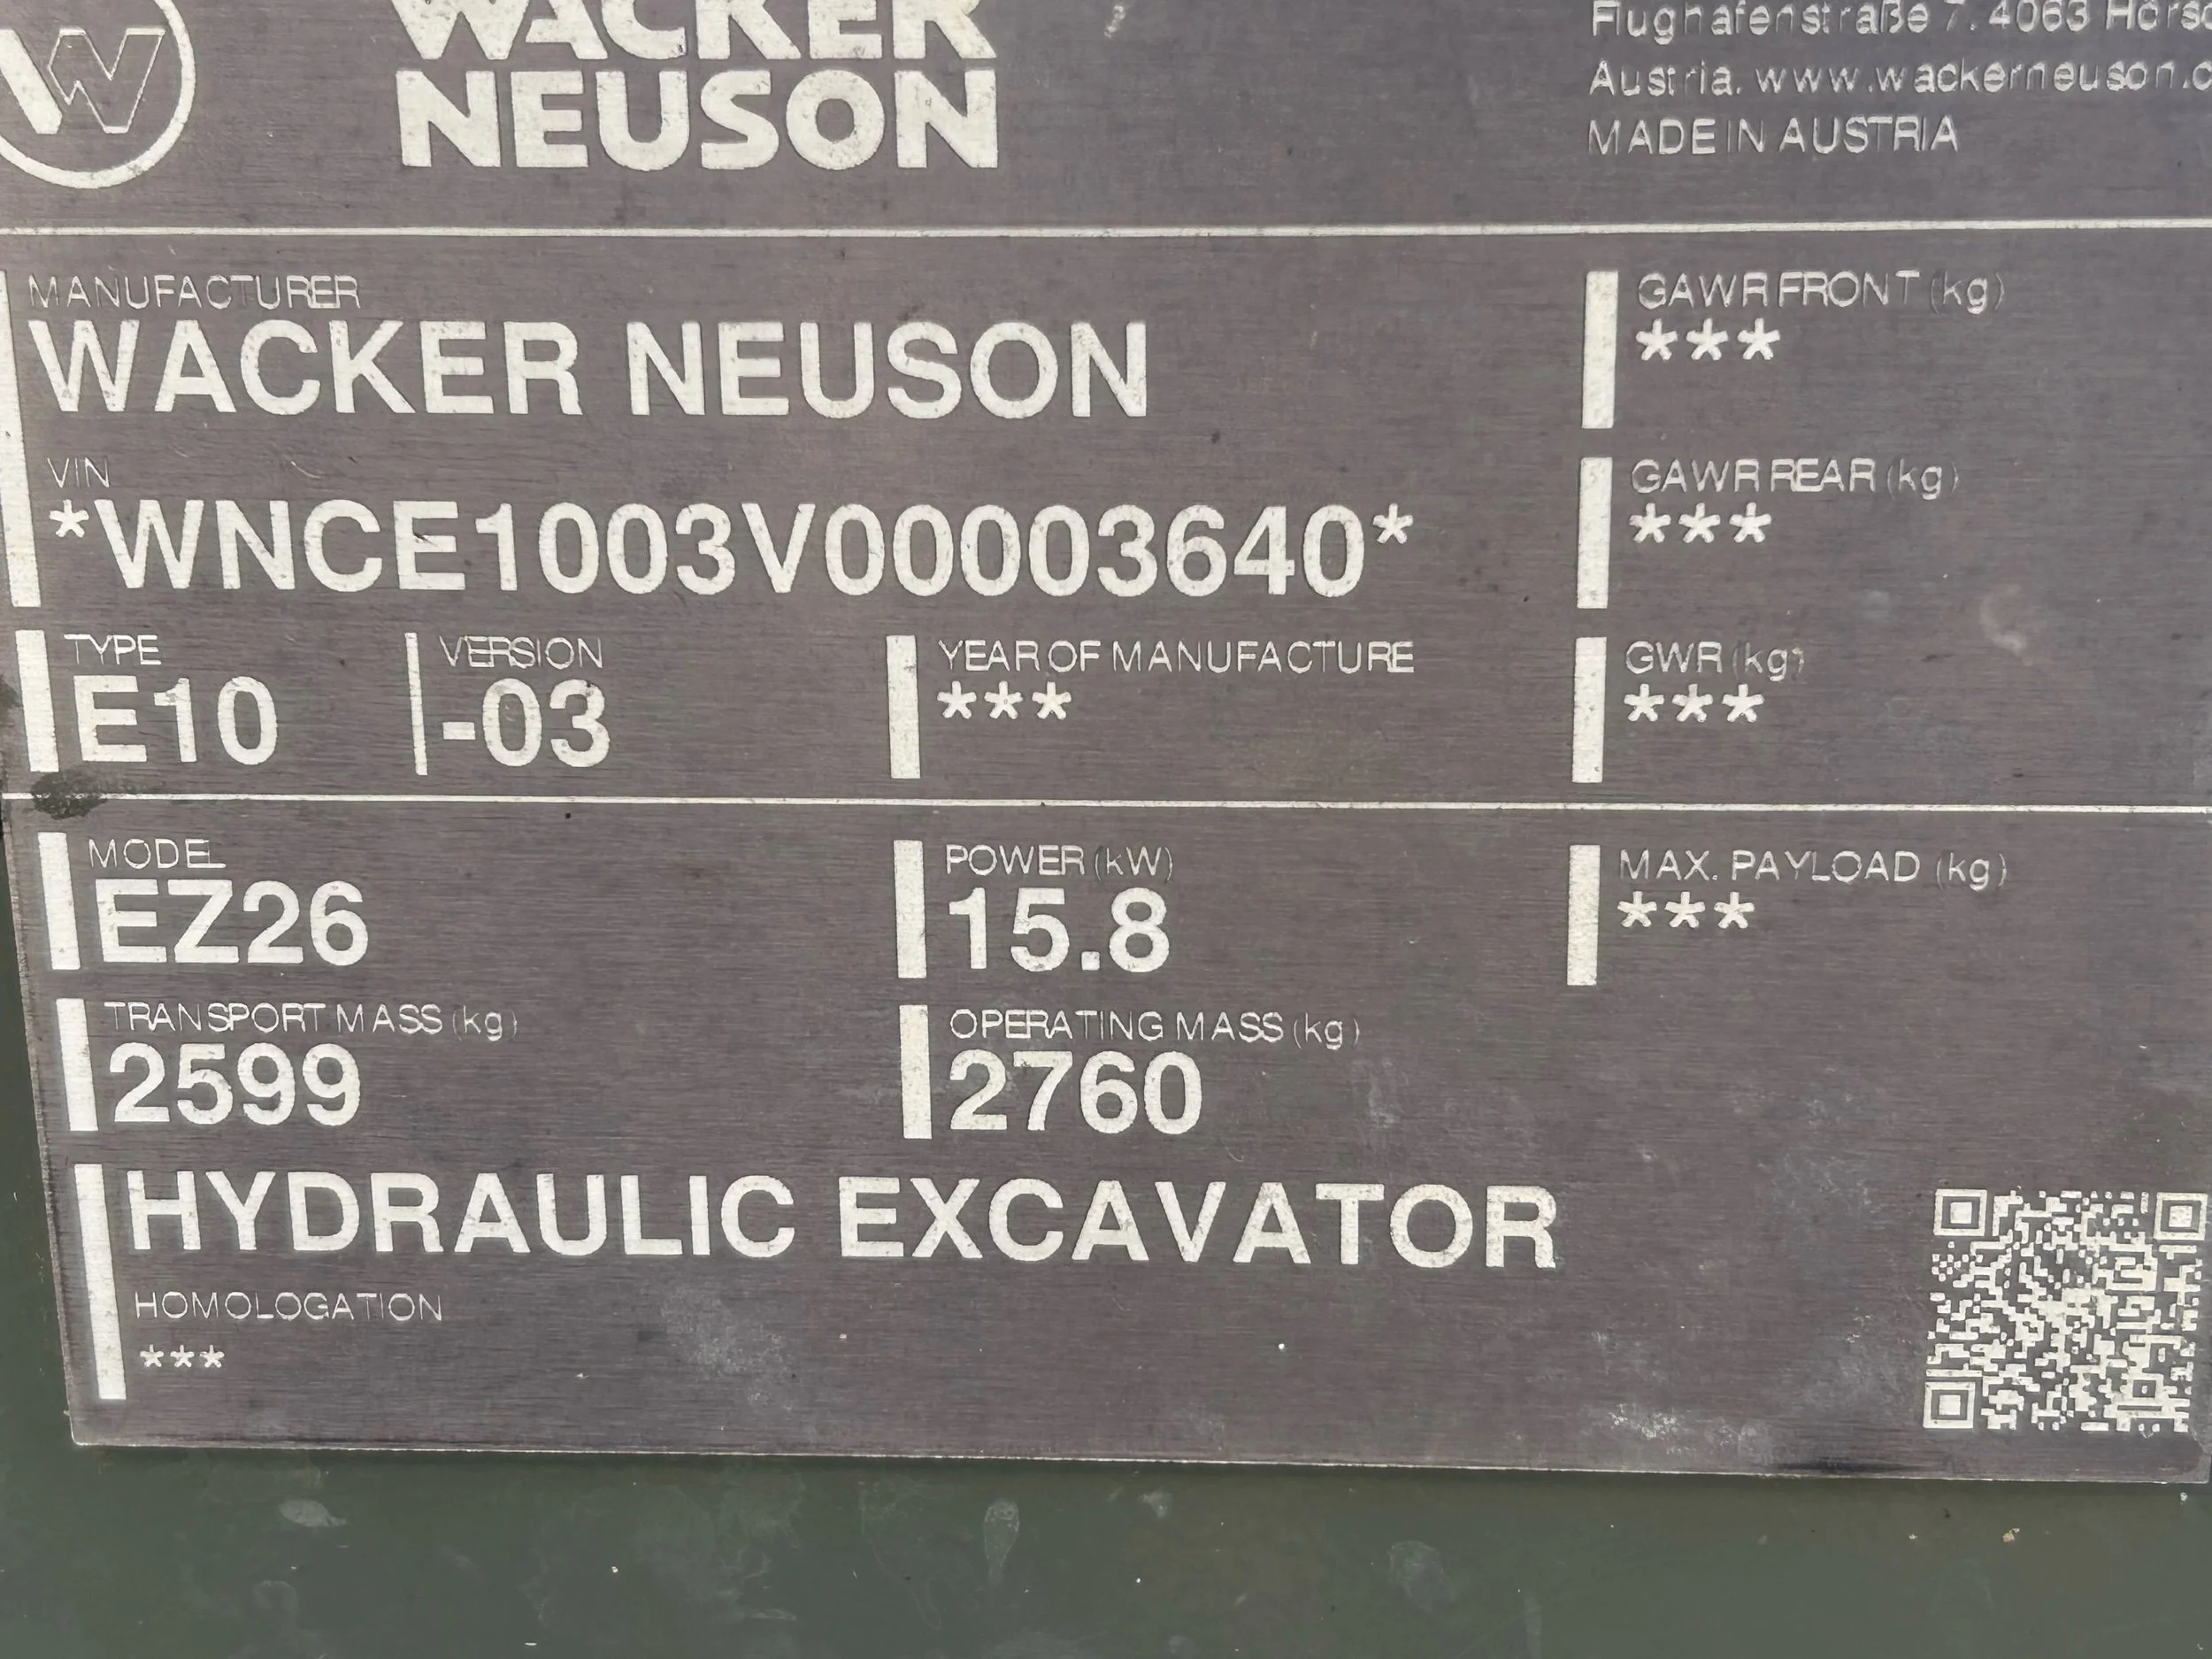 WACKER
NEUSON
Flughafenstraße 7. 4063
Austria. www.wackerneuson.c
MADE IN AUSTRIA
MANUFACTURER
WACKER NEUSON
GAWR FRONT (kg)
***
VIN
*WNCE1003V00003640*
GAWR REAR (kg)
***
TYPE
E10
VERSION
-03
YEAR OF MANUFACTURE
***
GWR (kg)
***
MODEL
EZ26
POWER (kW)
15.8
MAX. PAYLOAD (kg)
***
TRANSPORT MASS (kg)
2599
OPERATING MASS (kg)
2760
HYDRAULIC EXCAVATOR
HOMOLOGATION
***